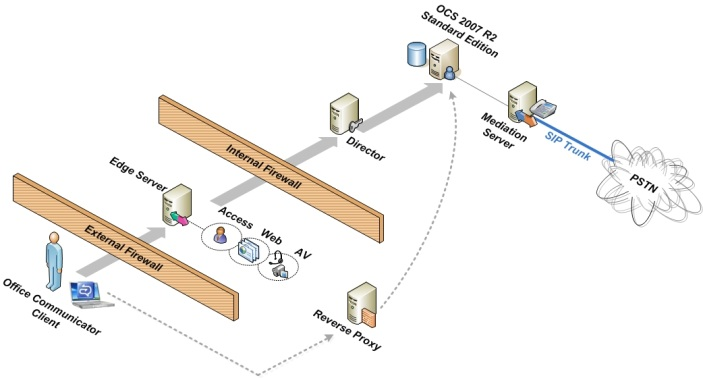 OCS 2007 R2
Standard Edition
Mediation
Server
SIP Trunk
PSTN
Director
Internal Firewall
Edge Server
Access
Web
AV
External Firewall
Office Communicator
Client
Reverse Proxy